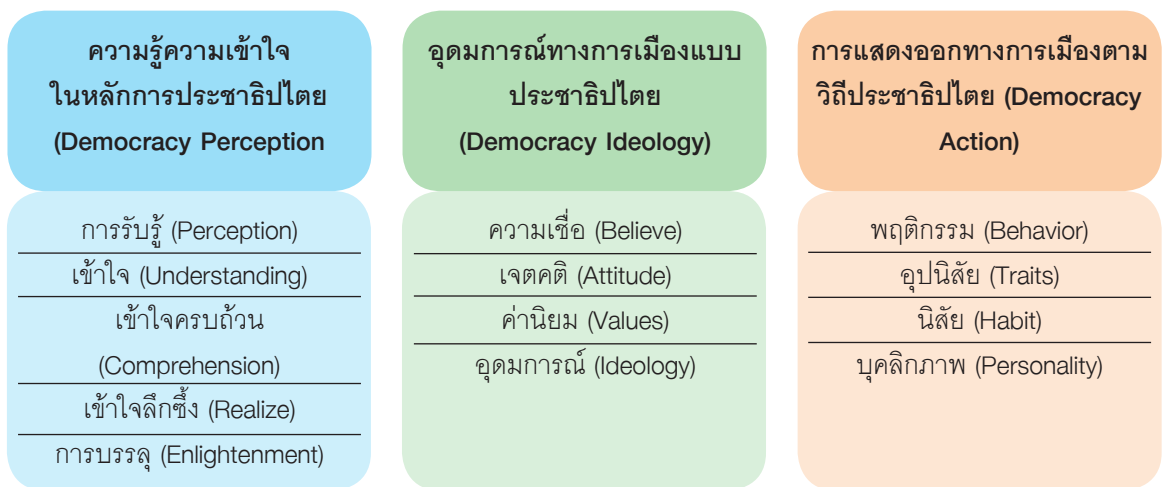 ความรู้ความเข้าใจ
ในหลักการประชาธิปไตย
(Democracy Perception
การรับรู้ (Perception)
เข้าใจ (Understanding)
เข้าใจครบถ้วน
(Comprehension)
เข้าใจลึกซึ้ง (Realize)
การบรรลุ (Enlightenment)
อุดมการณ์ทางการเมืองแบบ
ประชาธิปไตย
(Democracy Ideology)
ความเชื่อ (Believe)
เจตคติ (Attitude)
ค่านิยม (Values)
อุดมการณ์ (Ideology)
การแสดงออกทางการเมืองตาม
วิถีประชาธิปไตย (Democracy
Action)
พฤติกรรม (Behavior)
อุปนิสัย (Traits)
นิสัย (Habit)
บุคลิกภาพ (Personality)